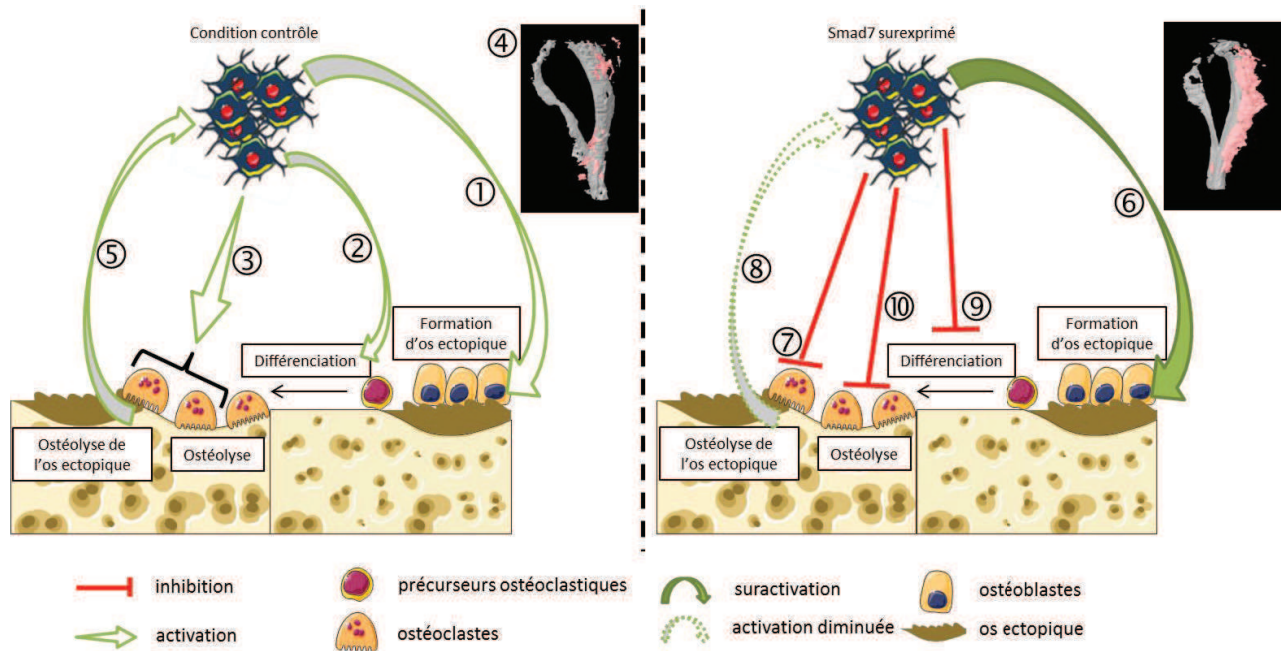 Condition contrôle
④
①
②
③
⑤
Différenciation
Formation
d'os ectopique
Ostéolyse de
l'os ectopique
Ostéolyse
Smad7 surexprimé
⑥
⑧
⑦
⑩
⑨
Différenciation
Formation
d'os ectopique
Ostéolyse de
l'os ectopique
Ostéolyse
inhibition
précurseurs ostéoclastiques
suractivation
ostéoblastes
activation
ostéoclastes
activation diminuée
os ectopique